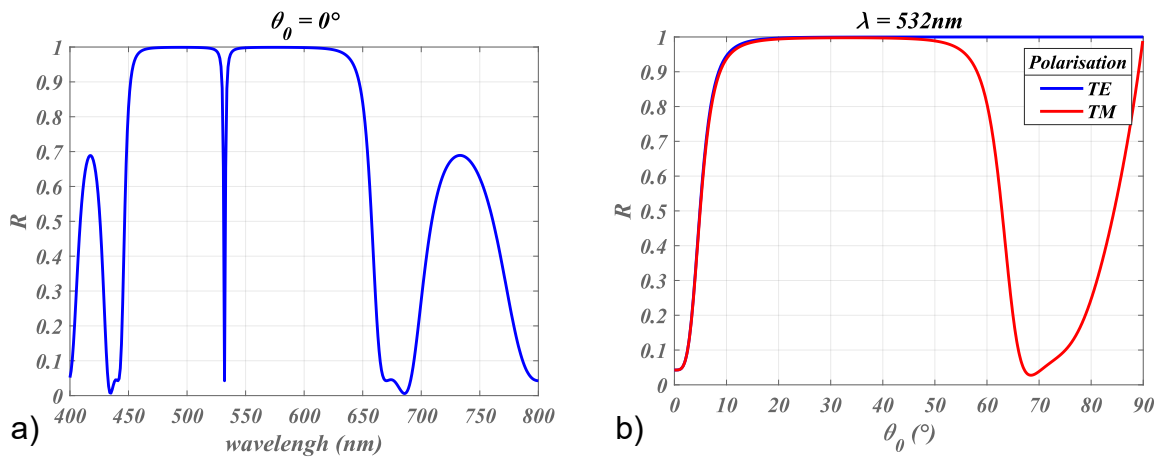 θ₀ = 0°
R
1
0.9
0.8
0.7
0.6
0.5
0.4
0.3
0.2
0.1
0
400 450 500 550 600 650 700 750 800
wavelengh (nm)
a)
λ = 532nm
R
1
0.9
0.8
0.7
0.6
0.5
0.4
0.3
0.2
0.1
0
Polarisation
TE
TM
0 10 20 30 40 50 60 70 80 90
θ₀ (°)
b)